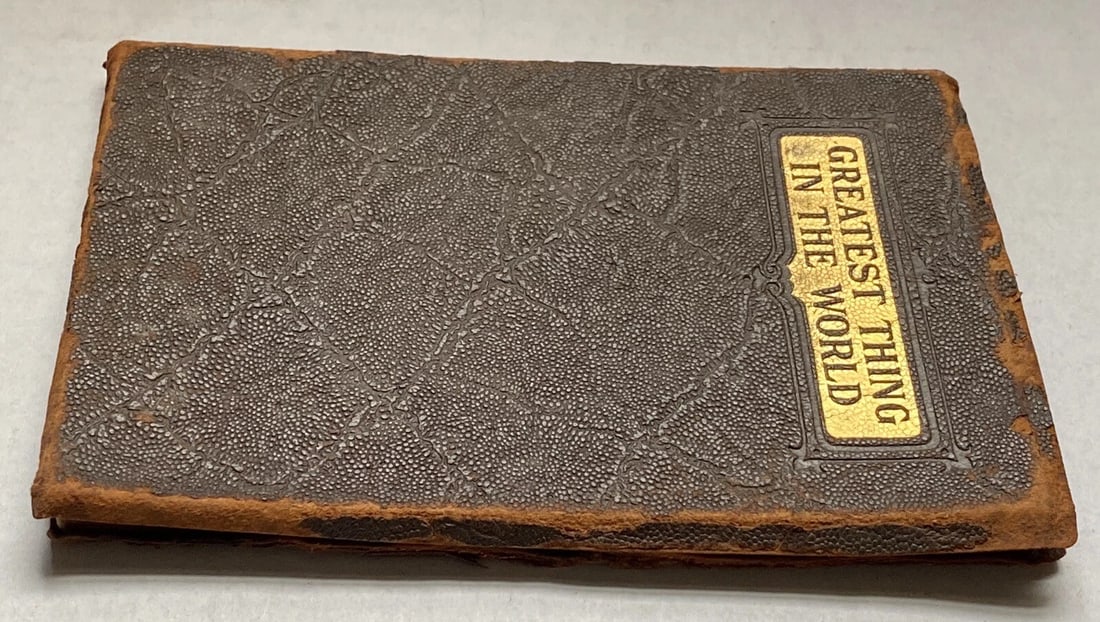 GREATEST THING
IN THE WORLD